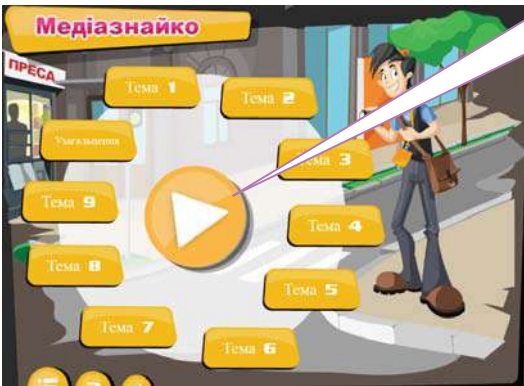 Медіазнайко
ПРЕСА
Тема 1
Тема 2
Узагальнення
Тема 3
Тема 9
Тема 4
Тема 8
Тема 5
Тема 7
Тема 6